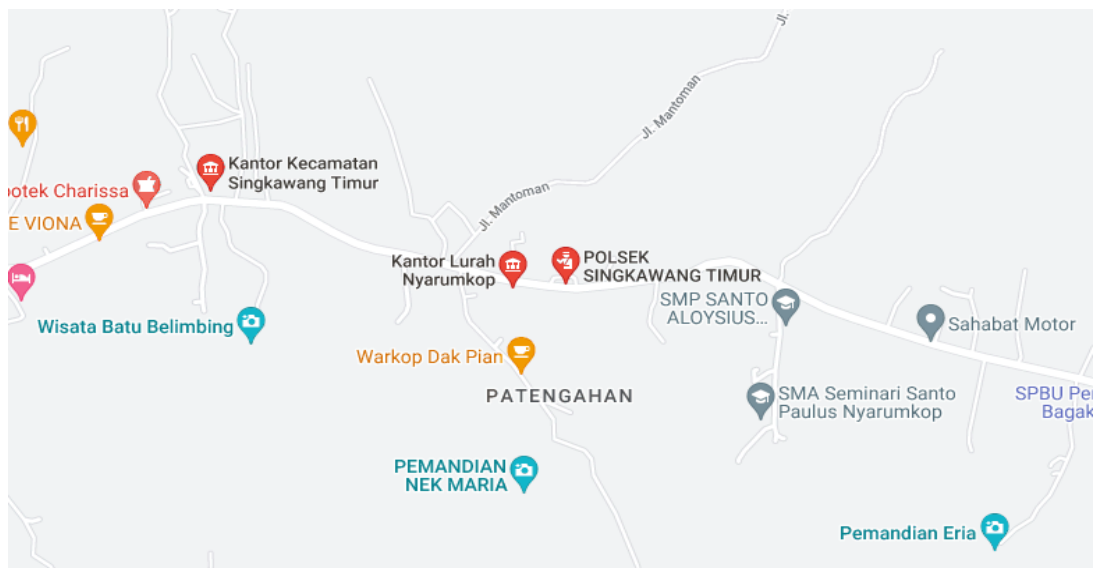 Jl.
Jl. Mantoman
Kantor Kecamatan
Singkawang Timur
potek Charissa
E VIONA
Jl. Mantoman
Kantor Lurah
Nyarumkop
POLSEK
SINGKAWANG TIMUR
SMP SANTO
ALOYSIUS...
Wisata Batu Belimbing
Sahabat Motor
Warkop Dak Pian
PATENGAHAN
SMA Seminari Santo
Paulus Nyarumkop
SPBU Per
Bagak
PEMANDIAN
NEK MARIA
Pemandian Eria